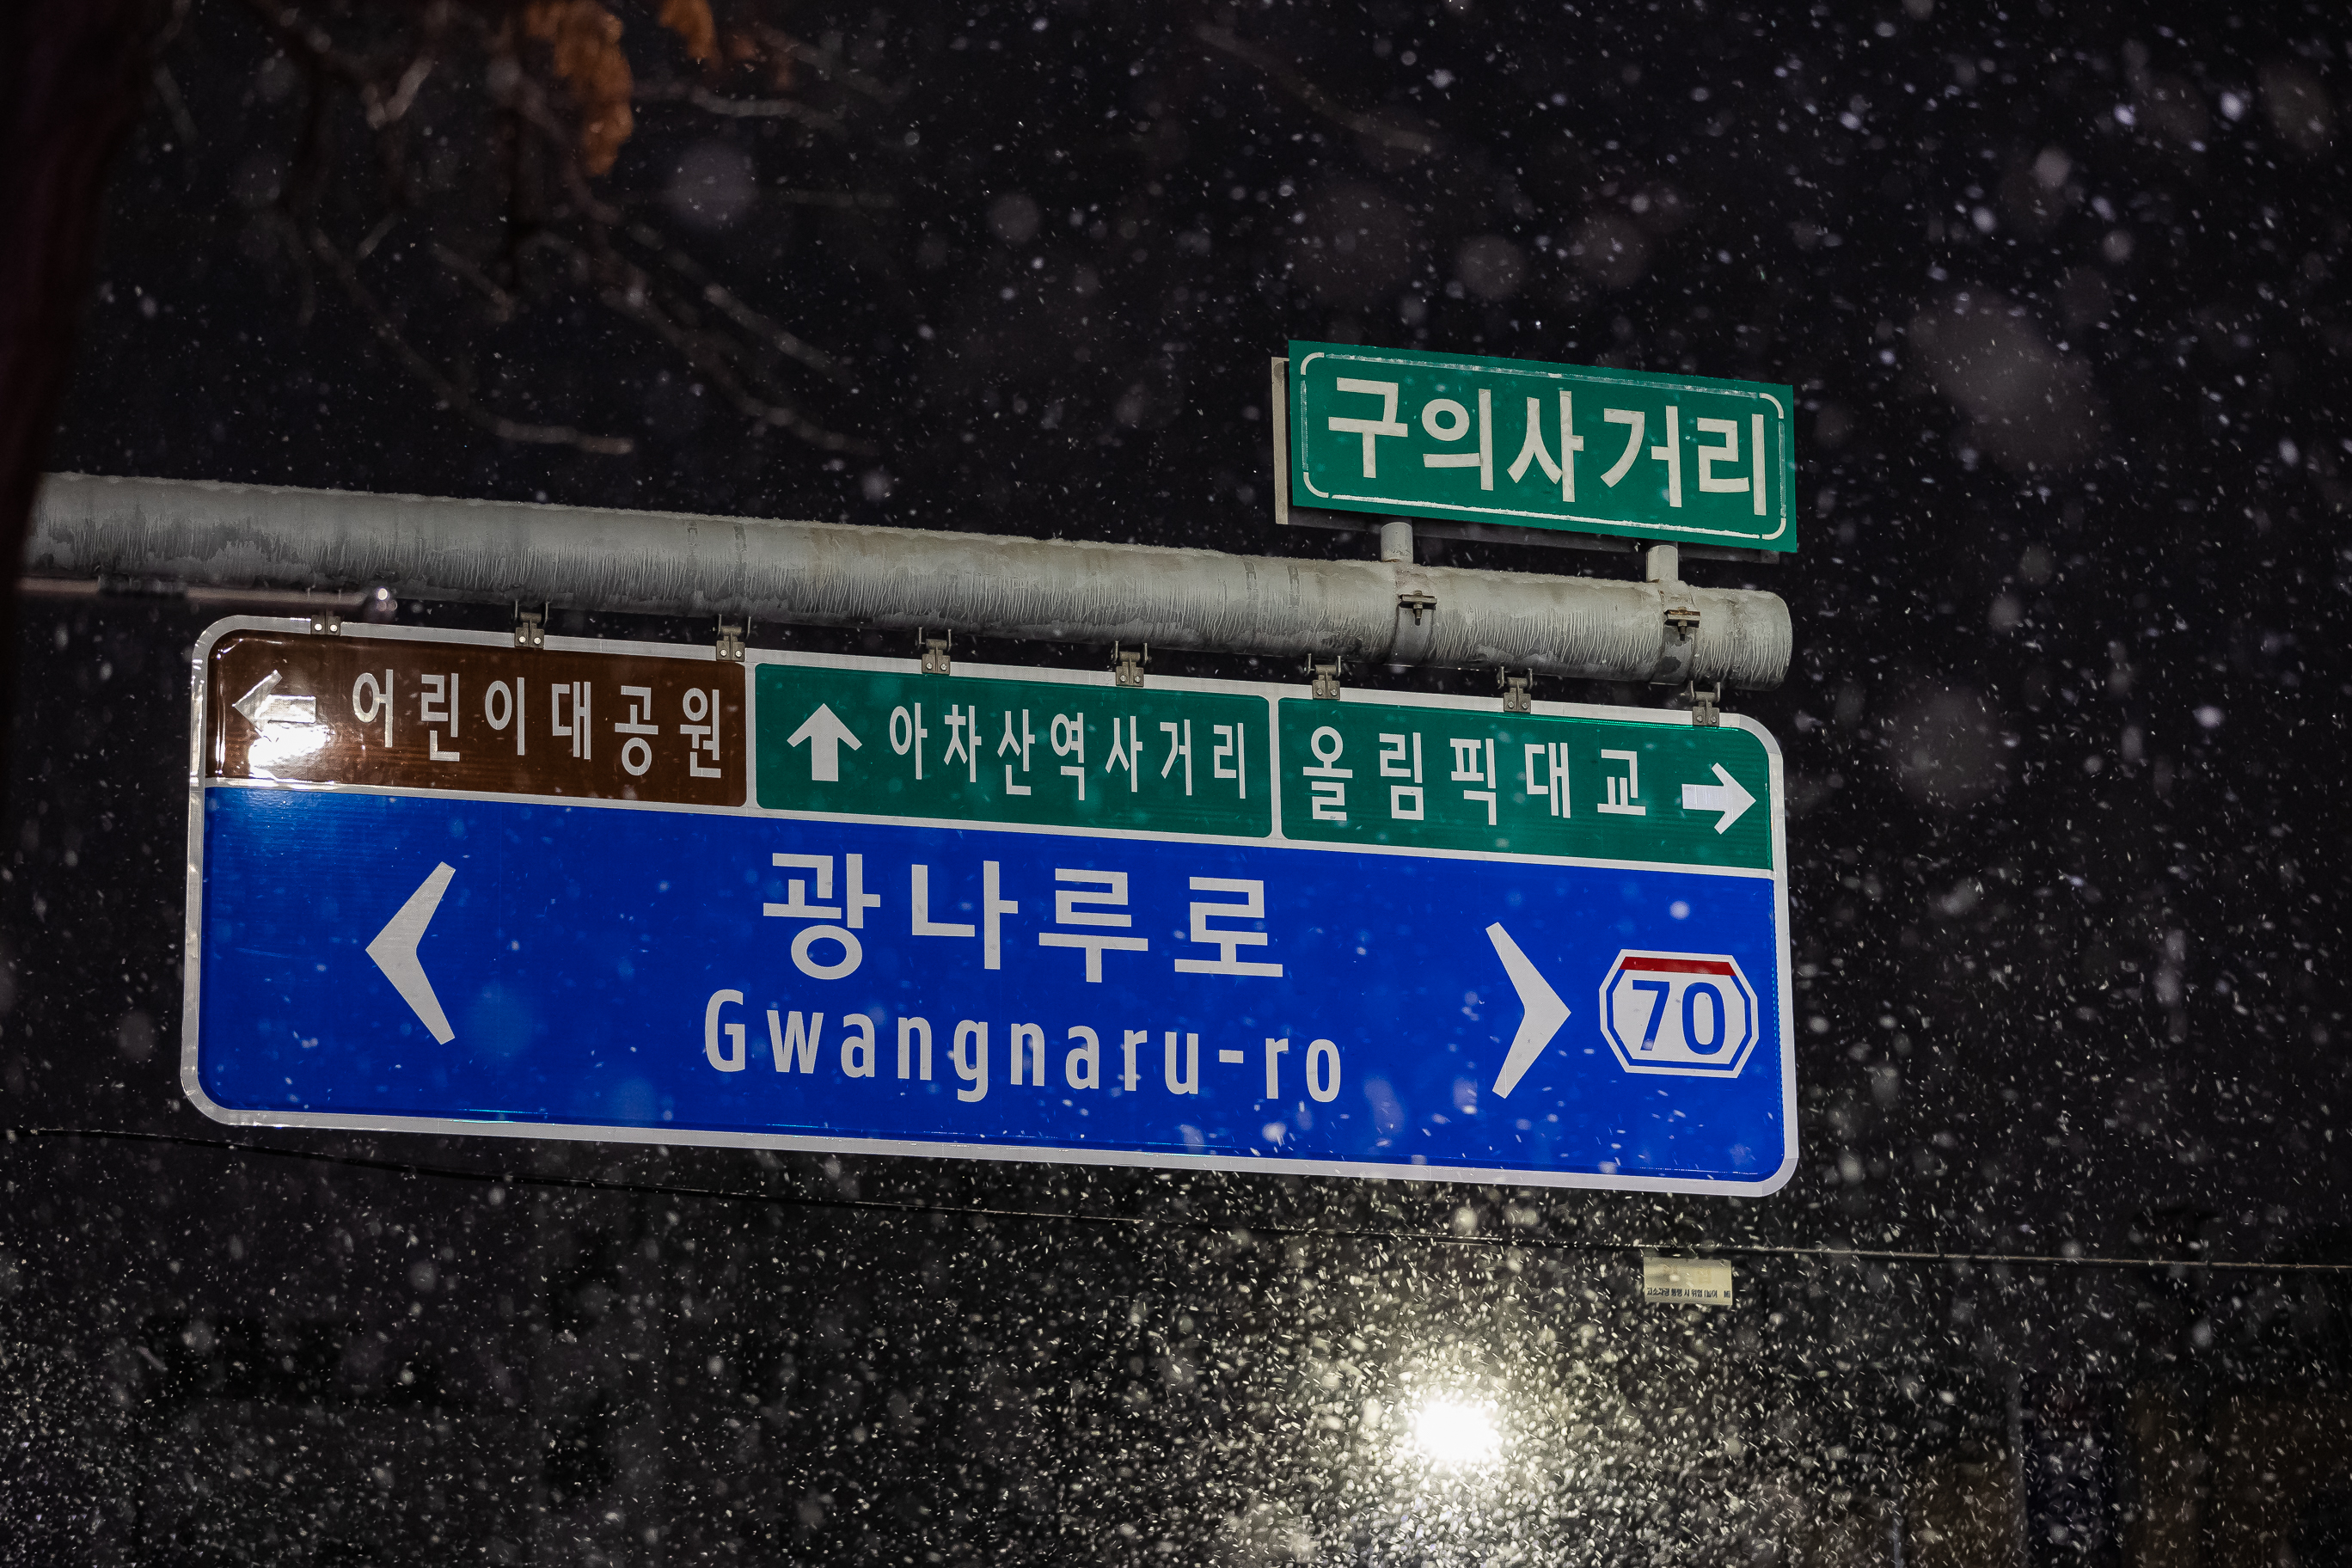 구의사거리
어린이대공원
아차산역사거리
올림픽대교
광나루로
Gwangnaru-ro
70